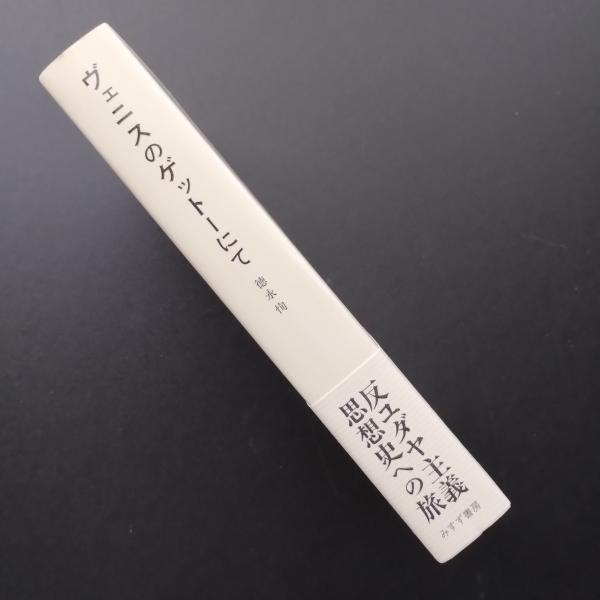 ヴェニスのゲットーにて
徳永恂
反ユダヤ主義
思想史への旅
みすず書房